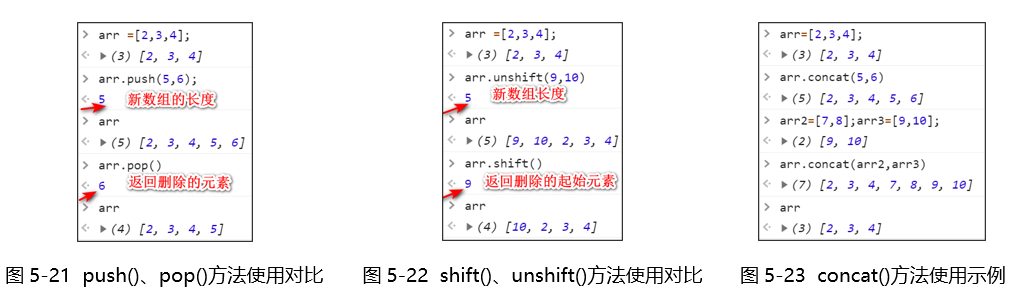 > arr =[2,3,4];
<· ▶(3) [2, 3, 4]
> arr.push(5,6);
<· 5 新数组的长度
> arr
<· ▶(5) [2, 3, 4, 5, 6]
> arr.pop()
<· 6 返回删除的元素
> arr
<· ▶(4) [2, 3, 4, 5]
图 5-21 push()、pop()方法使用对比
> arr =[2,3,4];
<· ▶(3) [2, 3, 4]
> arr.unshift(9,10)
<· 5 新数组长度
> arr
<· ▶(5) [9, 10, 2, 3, 4]
> arr.shift()
<· 9 返回删除的起始元素
> arr
<· ▶(4) [10, 2, 3, 4]
图 5-22 shift()、unshift()方法使用对比
> arr=[2,3,4];
<· ▶(3) [2, 3, 4]
> arr.concat(5,6)
<· ▶(5) [2, 3, 4, 5, 6]
> arr2=[7,8];arr3=[9,10];
<· ▶(2) [9, 10]
> arr.concat(arr2,arr3)
<· ▶(7) [2, 3, 4, 7, 8, 9, 10]
> arr
<· ▶(3) [2, 3, 4]
图 5-23 concat()方法使用示例